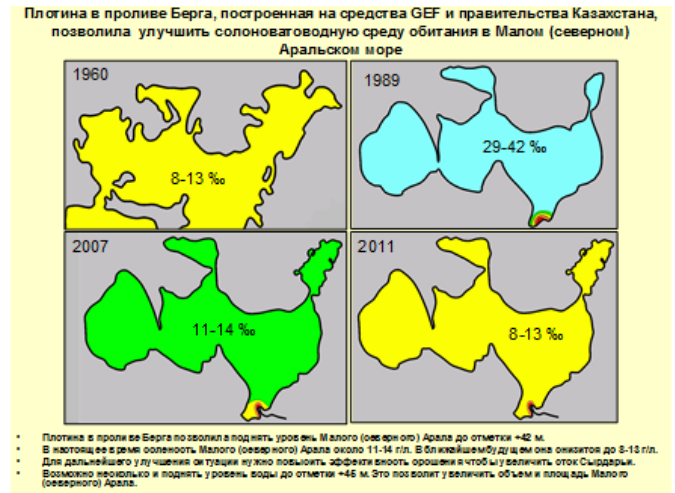 Плотина в проливе Берга, построенная на средства GEF и правительства Казахстана,
позволила улучшить солоноватоводную среду обитания в Малом (северном)
Аральском море
1960
8-13 ‰
1989
29-42 ‰
2007
11-14 ‰
2011
8-13 ‰
• Плотина в проливе Берга позволила поднять уровень Малого (северного) Арала до отметки +42 м.
• В настоящее время соленость Малого (северного) Арала около 11-14 г/л. В ближайшем будущем она снизится до 8-13 г/л.
• Для дальнейшего улучшения ситуации нужно повысить эффективность орошения чтобы увеличить сток Сырдарьи.
• Возможно несколько и поднять уровень воды до отметки +45 м. Это позволит увеличить объем и площадь Малого
(северного) Арала.